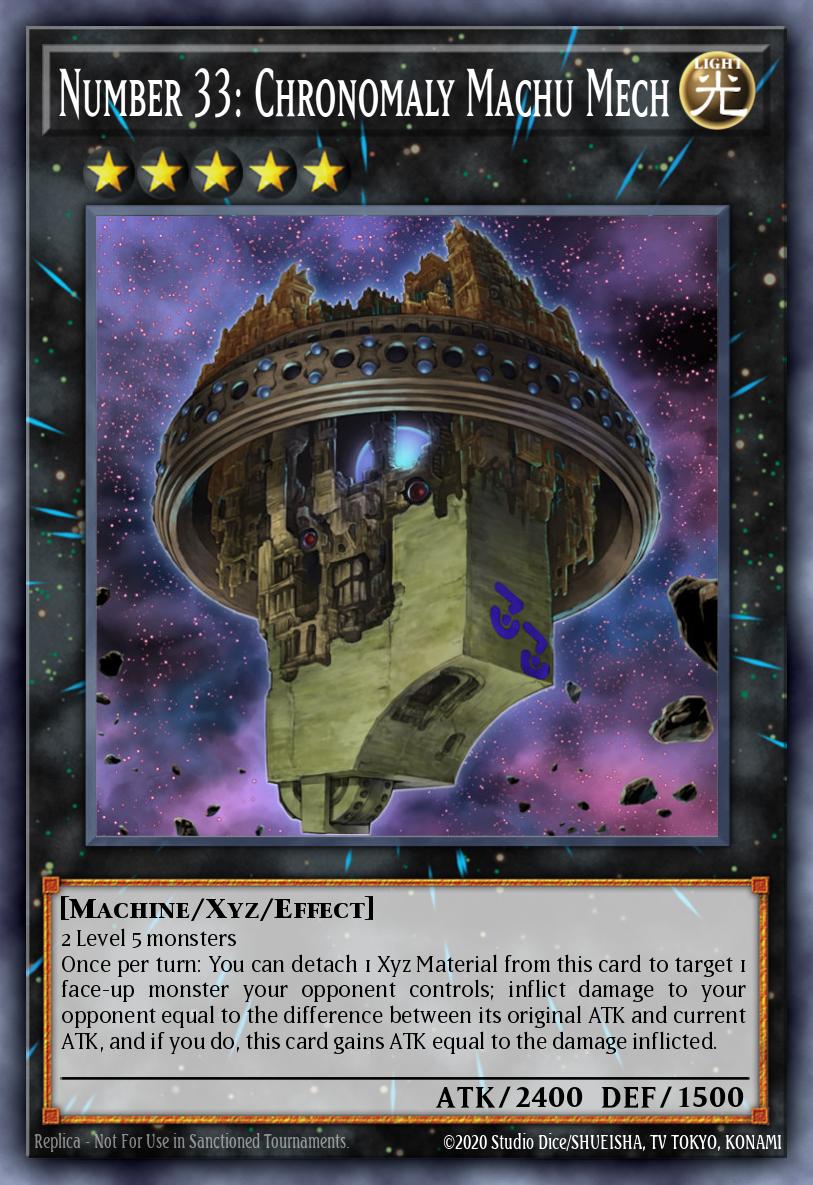 Number 33: Chronomaly Machu Mech
LIGHT
光
[Machine/Xyz/Effect]
2 Level 5 monsters
Once per turn: You can detach 1 Xyz Material from this card to target 1
face-up monster your opponent controls; inflict damage to your
opponent equal to the difference between its original ATK and current
ATK, and if you do, this card gains ATK equal to the damage inflicted.
ATK/2400 DEF/1500
Replica - Not For Use in Sanctioned Tournaments.
©2020 Studio Dice/SHUEISHA, TV TOKYO, KONAMI